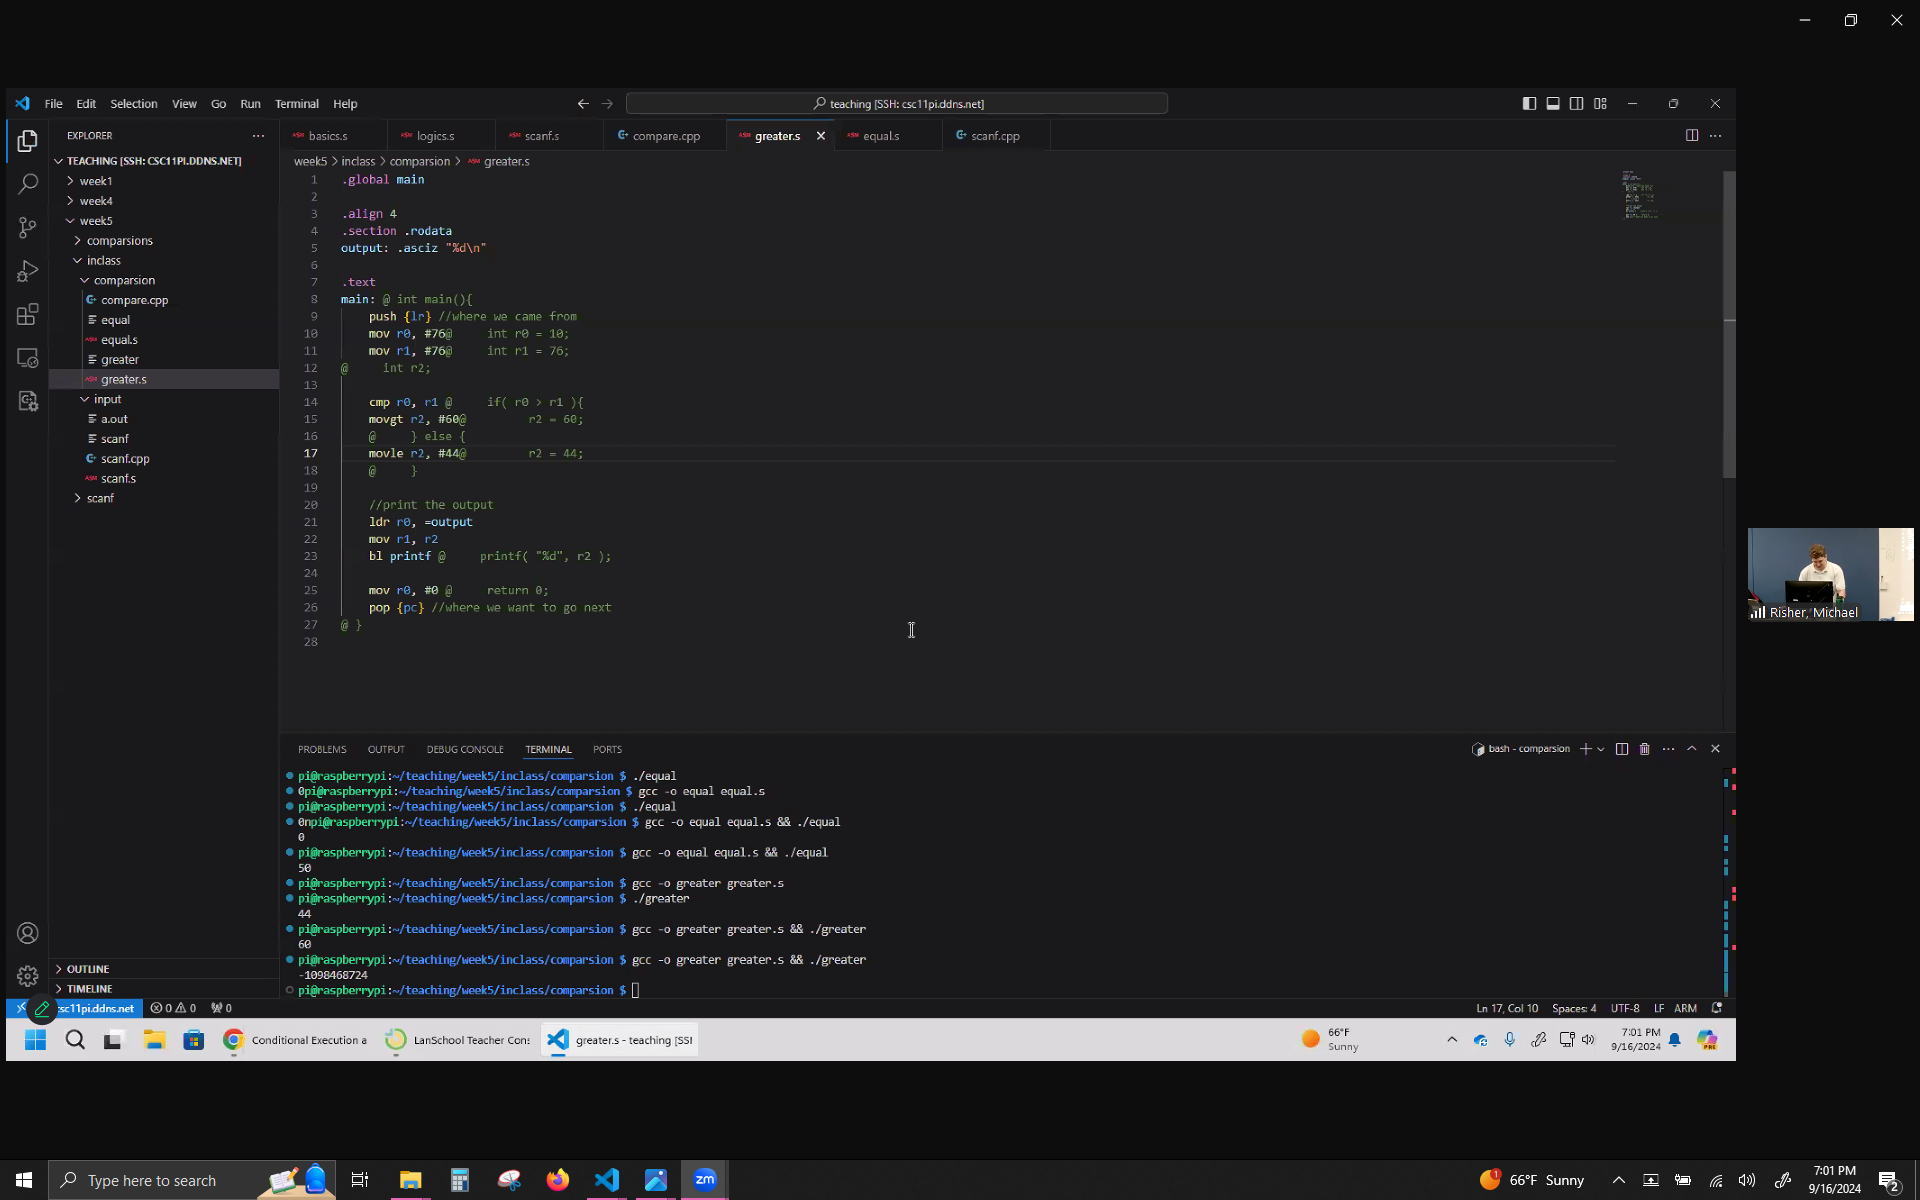 File Edit Selection View Go Run Terminal Help
teaching [SSH: csc11pi.ddns.net]
EXPLORER
basics.s logics.s scanf.s compare.cpp greater.s equal.s scanf.cpp
TEACHING [SSH: CSC11PI.DDNS.NET]
week1
week4
week5
comparsions
inclass
comparsion
compare.cpp
equal
equal.s
greater
greater.s
input
a.out
scanf
scanf.cpp
scanf.s
scanf
OUTLINE
TIMELINE
week5 > inclass > comparsion > greater.s
1 .global main
2
3 .align 4
4 .section .rodata
5 output: .asciz "%d\n"
6
7 .text
8 main: @ int main(){
9 push {lr} //where we came from
10 mov r0, #76@ int r0 = 10;
11 mov r1, #76@ int r1 = 76;
12 @ int r2;
13
14 cmp r0, r1 @ if( r0 > r1 ){
15 movgt r2, #60@ r2 = 60;
16 @ } else {
17 movle r2, #44@ r2 = 44;
18 @ }
19
20 //print the output
21 ldr r0, =output
22 mov r1, r2
23 bl printf @ printf( "%d", r2 );
24
25 mov r0, #0 @ return 0;
26 pop {pc} //where we want to go next
27 @ }
28
Risher, Michael
PROBLEMS OUTPUT DEBUG CONSOLE TERMINAL PORTS
bash - comparsion
pi@raspberrypi:~/teaching/week5/inclass/comparsion $ ./equal
0pi@raspberrypi:~/teaching/week5/inclass/comparsion $ gcc -o equal equal.s
pi@raspberrypi:~/teaching/week5/inclass/comparsion $ ./equal
0npi@raspberrypi:~/teaching/week5/inclass/comparsion $ gcc -o equal equal.s && ./equal
0
pi@raspberrypi:~/teaching/week5/inclass/comparsion $ gcc -o equal equal.s && ./equal
50
pi@raspberrypi:~/teaching/week5/inclass/comparsion $ gcc -o greater greater.s
pi@raspberrypi:~/teaching/week5/inclass/comparsion $ ./greater
44
pi@raspberrypi:~/teaching/week5/inclass/comparsion $ gcc -o greater greater.s && ./greater
60
pi@raspberrypi:~/teaching/week5/inclass/comparsion $ gcc -o greater greater.s && ./greater
-1098468724
pi@raspberrypi:~/teaching/week5/inclass/comparsion $
csc11pi.ddns.net 0 0 0
Ln 17, Col 10 Spaces: 4 UTF-8 LF ARM
Conditional Execution a
LanSchool Teacher Cons
greater.s - teaching [SSH
66°F
Sunny
7:01 PM
9/16/2024
PRE
Type here to search
zm
1
66°F Sunny
7:01 PM
9/16/2024
2